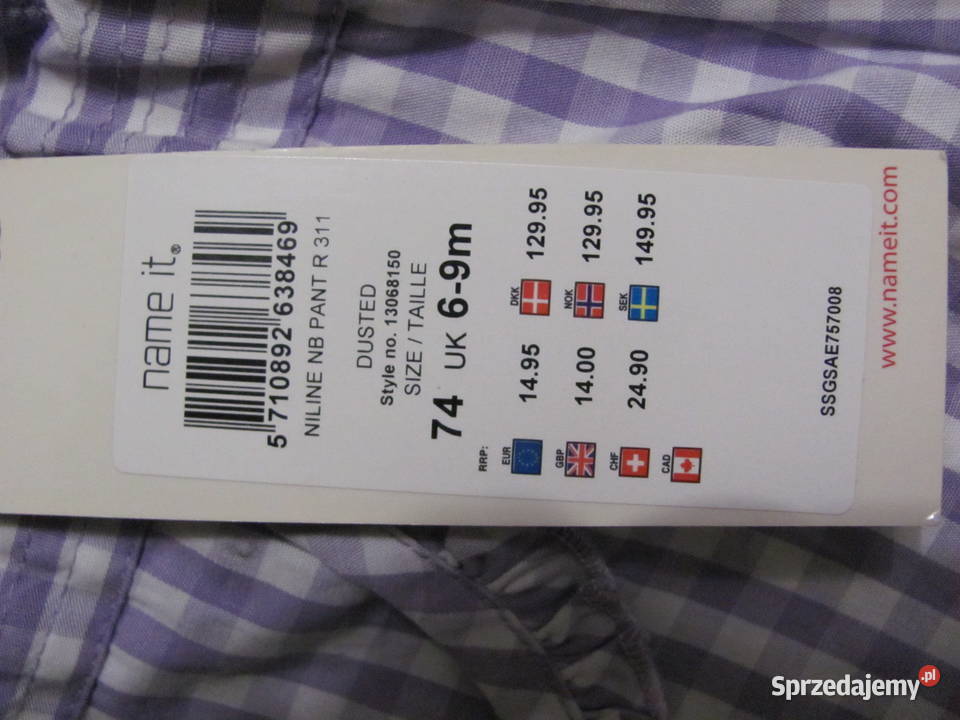 name it®
5 710892 638469
NILINE NB PANT R 311
DUSTED
Style no. 13068150
SIZE / TAILLE
74 UK 6-9m
RRP:
EUR 14.95 DKK 129.95
GBP 14.00 NOK 129.95
CHF 24.90 SEK 149.95
CAD
SSGSAE757008
www.nameit.com
Sprzedajemy.pl